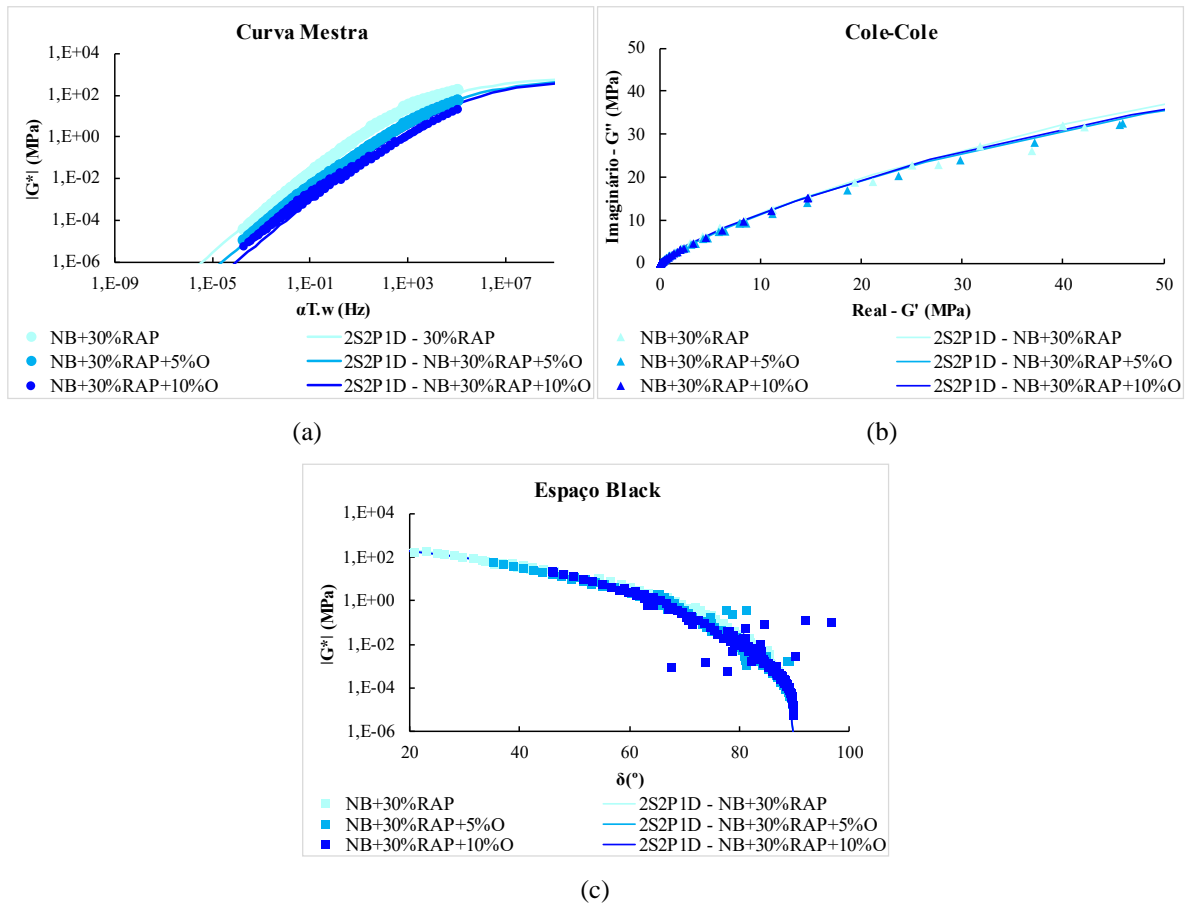 Curva Mestra
|G*| (MPa)
1,E+04
1,E+02
1,E+00
1,E-02
1,E-04
1,E-06
1,E-09
1,E-05
1,E-01
1,E+03
1,E+07
αT.w (Hz)
NB+30%RAP
2S2P1D - 30%RAP
NB+30%RAP+5%O
2S2P1D - NB+30%RAP+5%O
NB+30%RAP+10%O
2S2P1D - NB+30%RAP+10%O
(a)
Cole-Cole
Imaginário - G" (MPa)
50
40
30
20
10
0
0
10
20
30
40
50
Real - G' (MPa)
NB+30%RAP
2S2P1D - NB+30%RAP
NB+30%RAP+5%O
2S2P1D - NB+30%RAP+5%O
NB+30%RAP+10%O
2S2P1D - NB+30%RAP+10%O
(b)
Espaço Black
|G*| (MPa)
1,E+04
1,E+02
1,E+00
1,E-02
1,E-04
1,E-06
20
40
60
80
100
δ(º)
NB+30%RAP
2S2P1D - NB+30%RAP
NB+30%RAP+5%O
2S2P1D - NB+30%RAP+5%O
NB+30%RAP+10%O
2S2P1D - NB+30%RAP+10%O
(c)